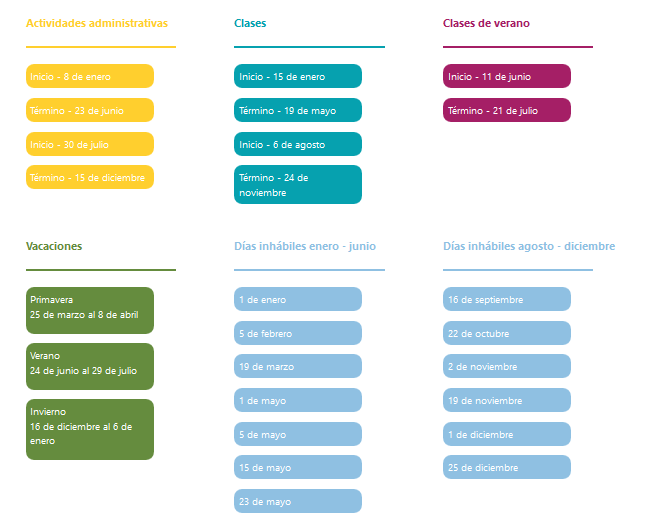 Actividades administrativas
Inicio - 8 de enero
Término - 23 de junio
Inicio - 30 de julio
Término - 15 de diciembre
Clases
Inicio - 15 de enero
Término - 19 de mayo
Inicio - 6 de agosto
Término - 24 de
noviembre
Clases de verano
Inicio - 11 de junio
Término - 21 de julio
Vacaciones
Primavera
25 de marzo al 8 de abril
Verano
24 de junio al 29 de julio
Invierno
16 de diciembre al 6 de
enero
Días inhábiles enero - junio
1 de enero
5 de febrero
19 de marzo
1 de mayo
5 de mayo
15 de mayo
23 de mayo
Días inhábiles agosto - diciembre
16 de septiembre
22 de octubre
2 de noviembre
19 de noviembre
1 de diciembre
25 de diciembre